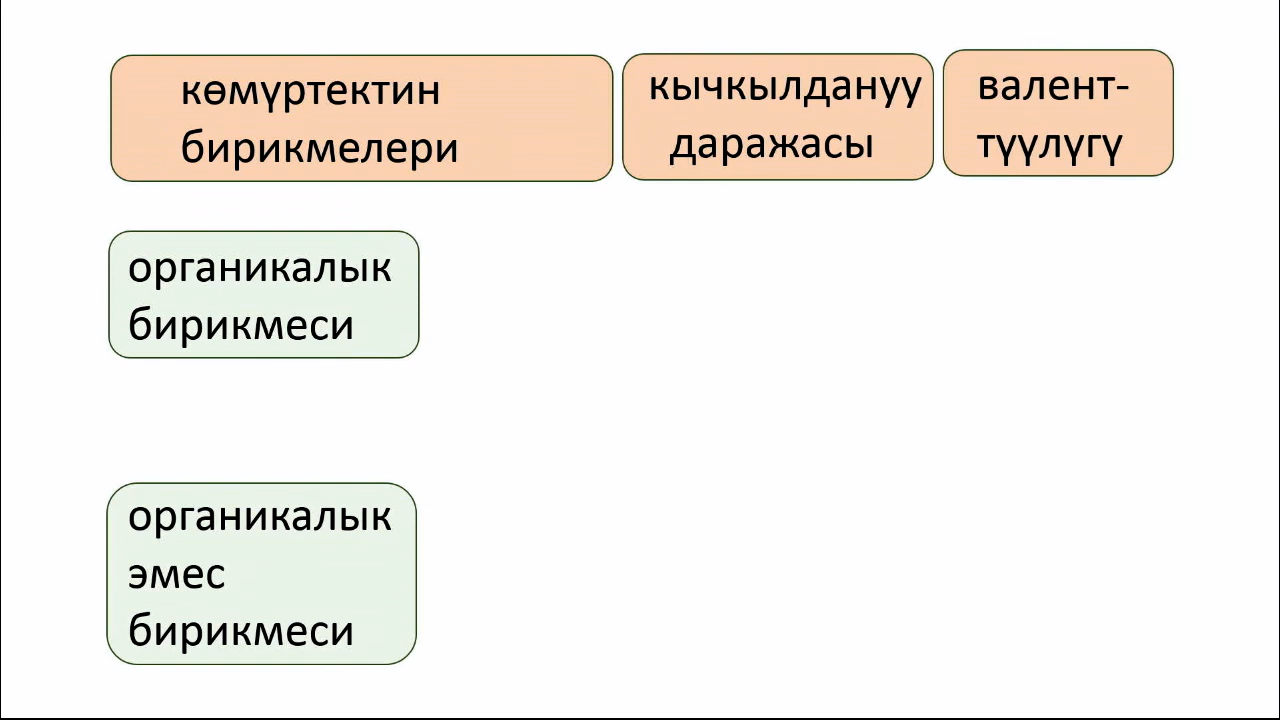 көмүртектин
бирикмелери
кычкылдануу
даражасы
валент-
түүлүгү
органикалык
бирикмеси
органикалык
эмес
бирикмеси